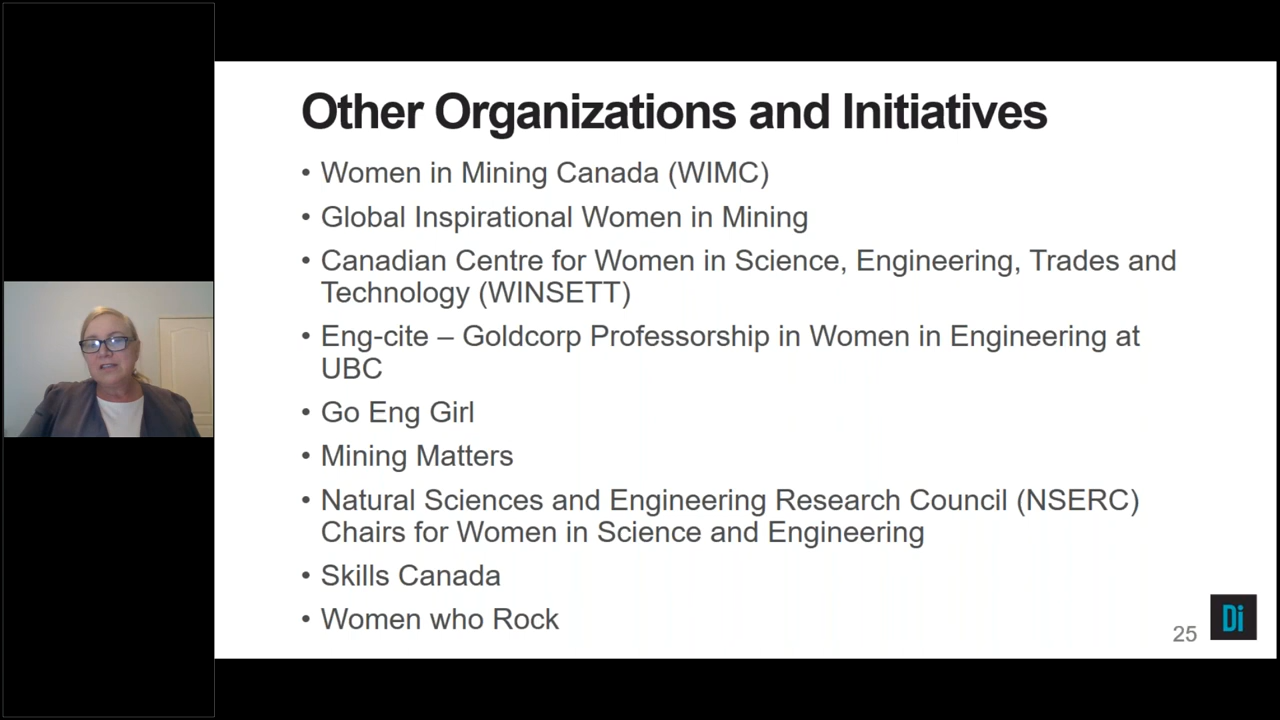 Other Organizations and Initiatives
• Women in Mining Canada (WIMC)
• Global Inspirational Women in Mining
• Canadian Centre for Women in Science, Engineering, Trades and
Technology (WINSETT)
• Eng-cite – Goldcorp Professorship in Women in Engineering at
UBC
• Go Eng Girl
• Mining Matters
• Natural Sciences and Engineering Research Council (NSERC)
Chairs for Women in Science and Engineering
• Skills Canada
• Women who Rock
25
Di